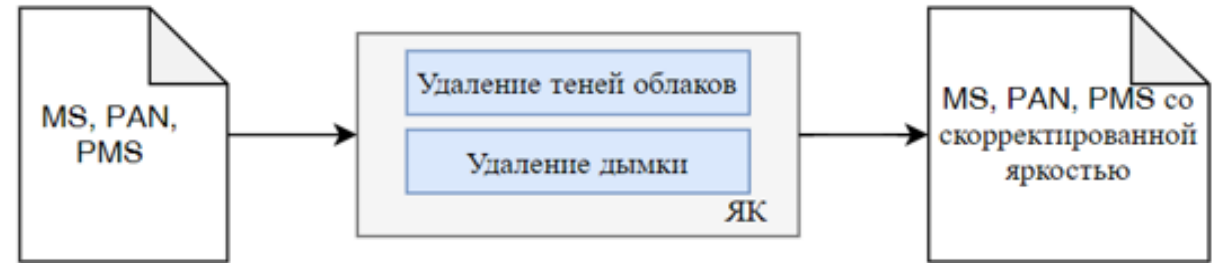 MS, PAN,
PMS
Удаление теней облаков
Удаление дымки
ЯК
MS, PAN, PMS со
скорректированной
яркостью